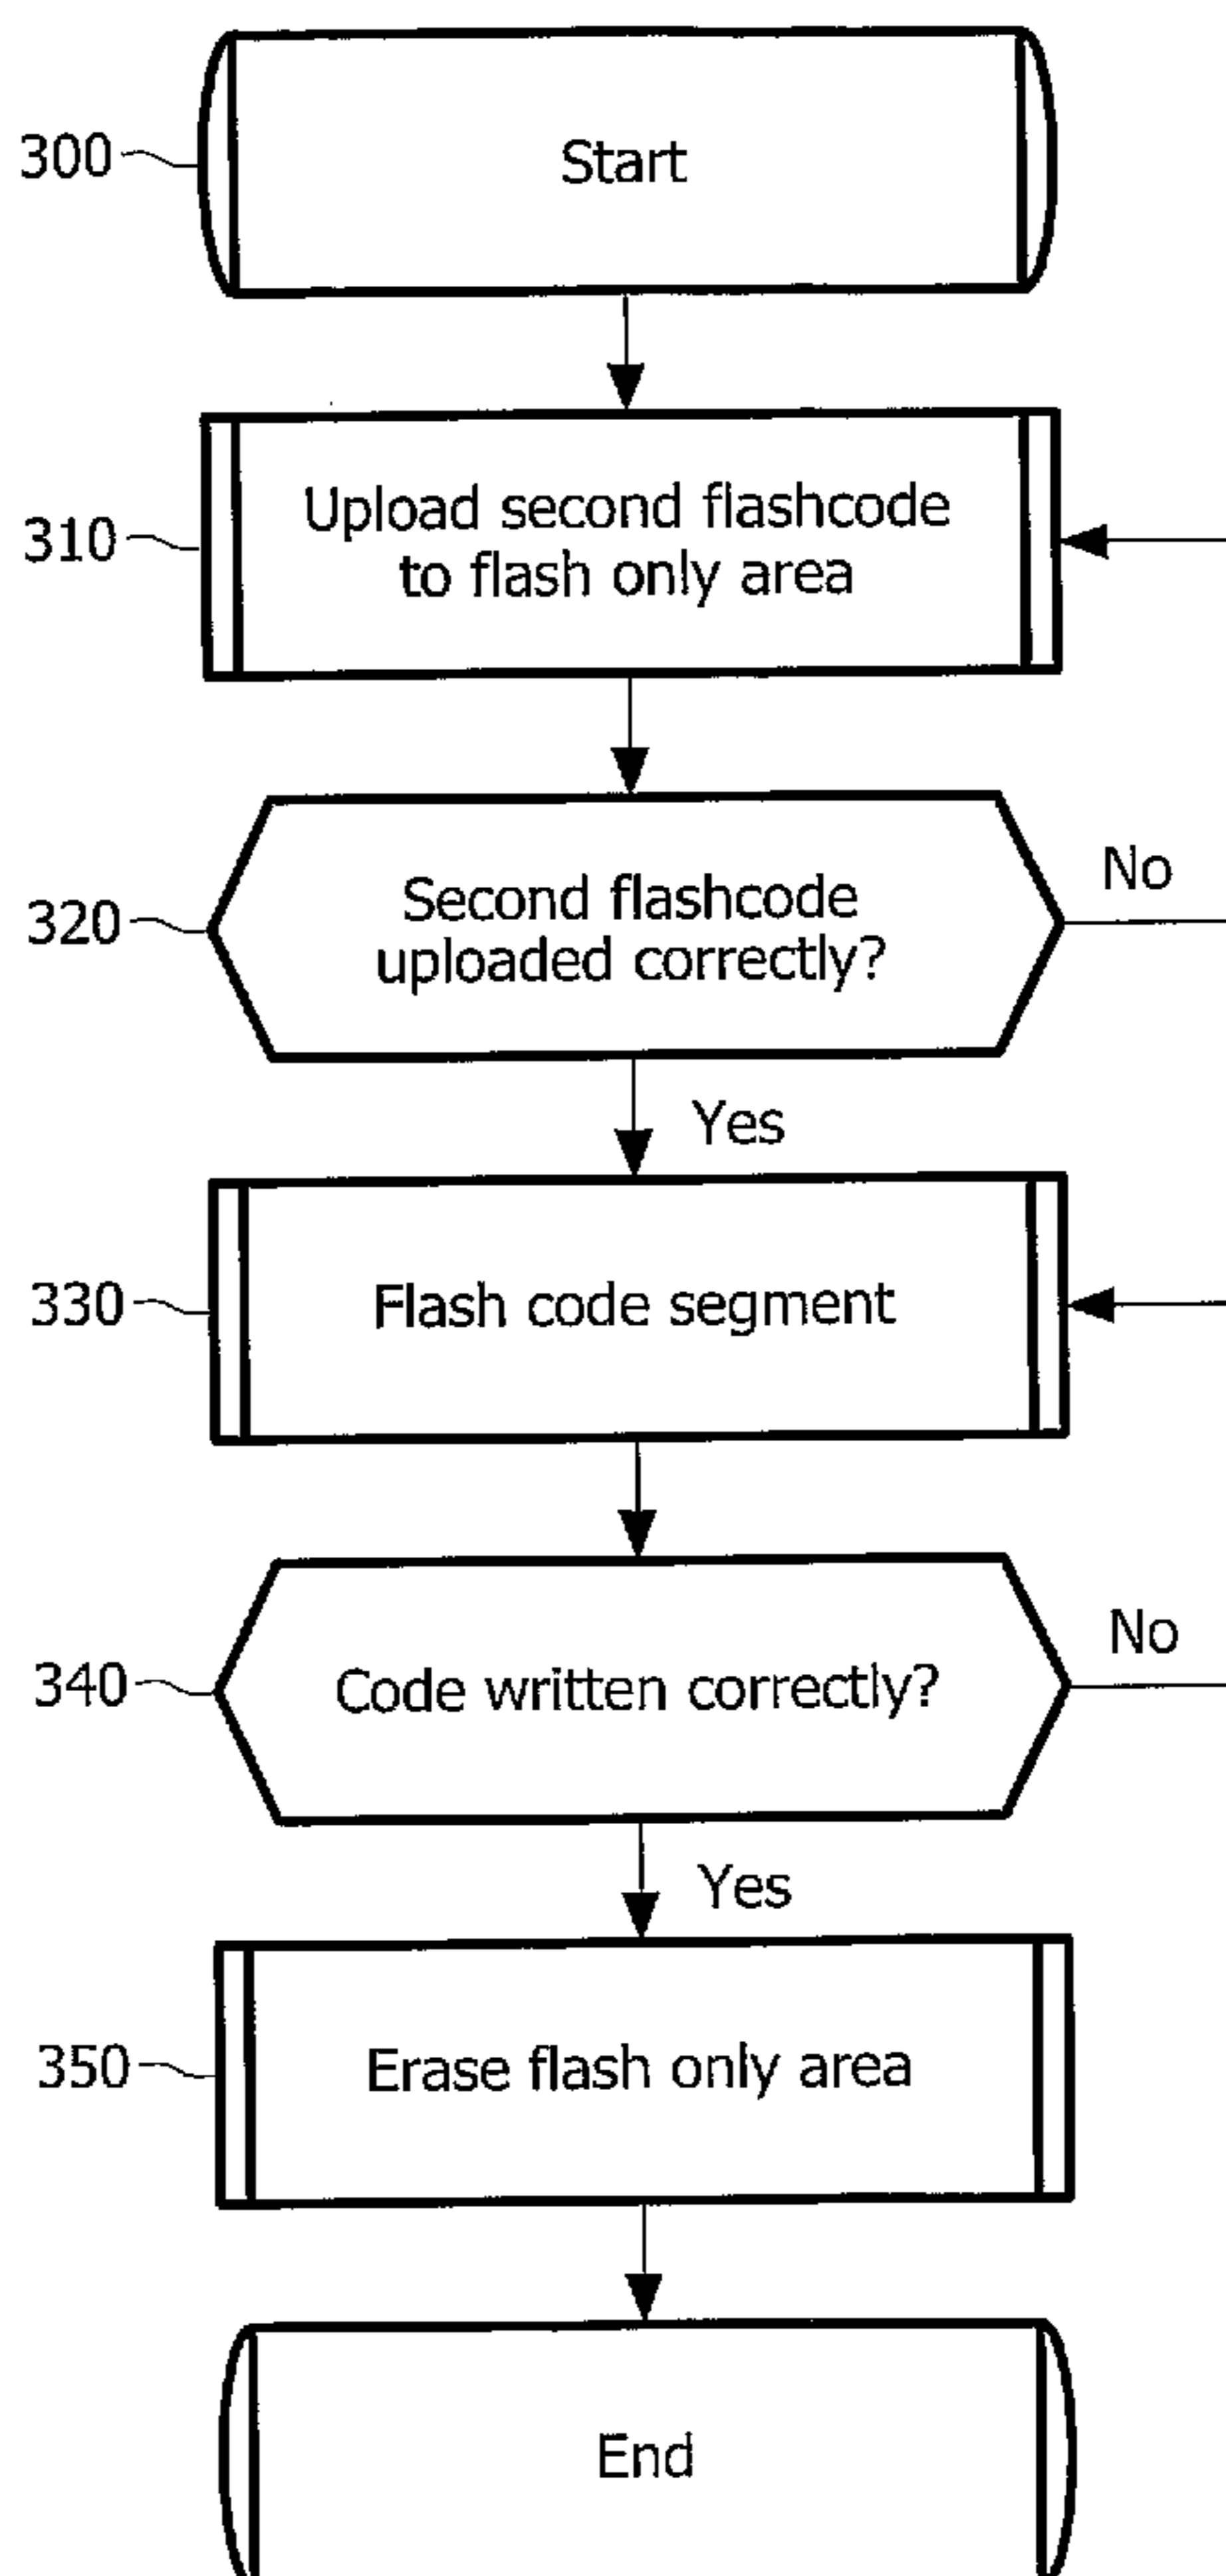 300
Start
310
Upload second flashcode
to flash only area
320
Second flashcode
uploaded correctly?
No
Yes
330
Flash code segment
340
Code written correctly?
No
Yes
350
Erase flash only area
End